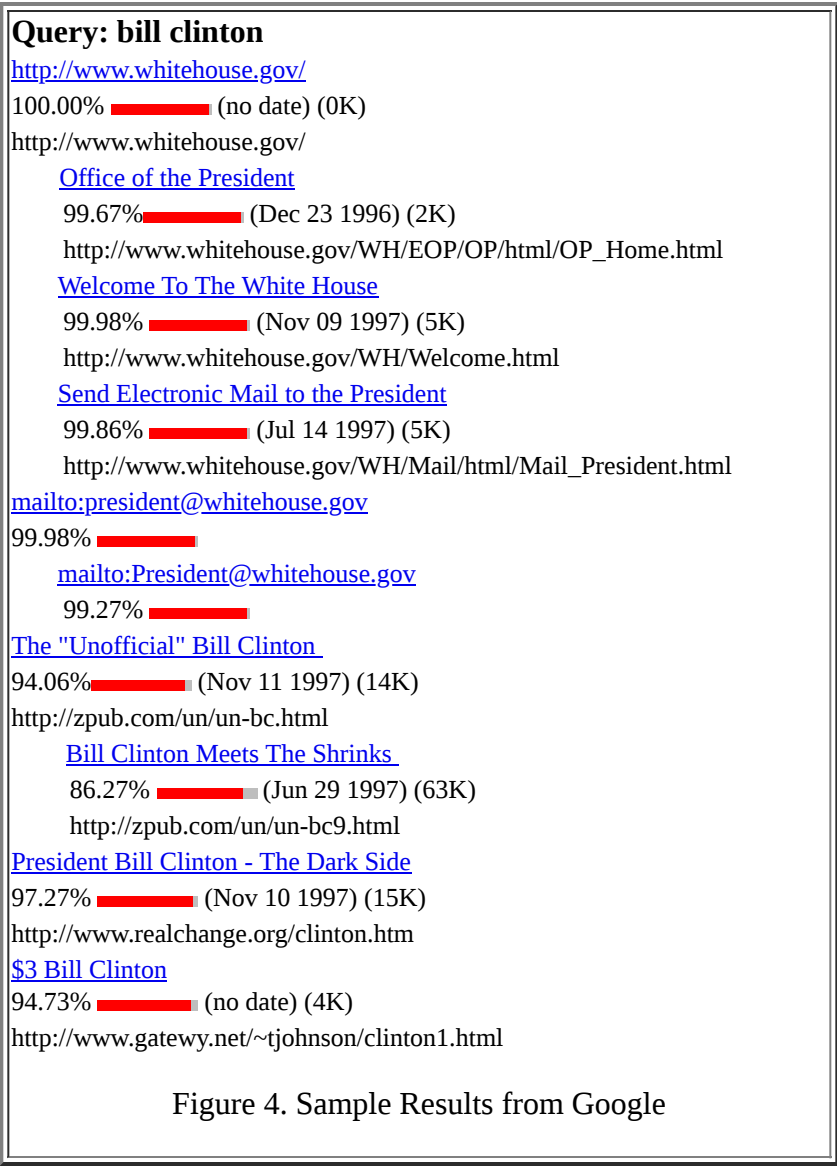 Query: bill clinton
http://www.whitehouse.gov/
100.00% (no date) (0K)
http://www.whitehouse.gov/
Office of the President
99.67% (Dec 23 1996) (2K)
http://www.whitehouse.gov/WH/EOP/OP/html/OP_Home.html
Welcome To The White House
99.98% (Nov 09 1997) (5K)
http://www.whitehouse.gov/WH/Welcome.html
Send Electronic Mail to the President
99.86% (Jul 14 1997) (5K)
http://www.whitehouse.gov/WH/Mail/html/Mail_President.html
mailto:president@whitehouse.gov
99.98%
mailto:President@whitehouse.gov
99.27%
The "Unofficial" Bill Clinton
94.06% (Nov 11 1997) (14K)
http://zpub.com/un/un-bc.html
Bill Clinton Meets The Shrinks
86.27% (Jun 29 1997) (63K)
http://zpub.com/un/un-bc9.html
President Bill Clinton - The Dark Side
97.27% (Nov 10 1997) (15K)
http://www.realchange.org/clinton.htm
$3 Bill Clinton
94.73% (no date) (4K)
http://www.gatewy.net/~tjohnson/clinton1.html
Figure 4. Sample Results from Google